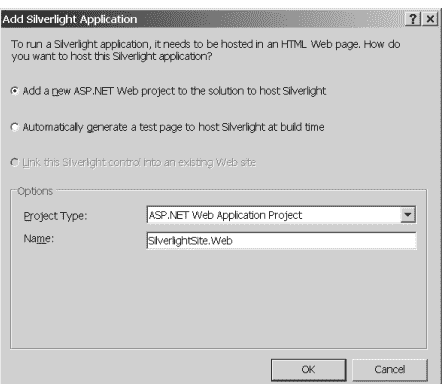 Add Silverlight Application
To run a Silverlight application, it needs to be hosted in an HTML Web page. How do
you want to host this Silverlight application?
Add a new ASP.NET Web project to the solution to host Silverlight
Automatically generate a test page to host Silverlight at build time
Link this Silverlight control into an existing Web site
Options
Project Type:
ASP.NET Web Application Project
Name:
SilverlightSite.Web
OK
Cancel